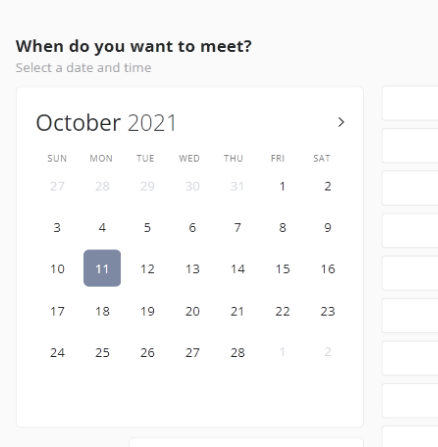 When do you want to meet?
Select a date and time
October 2021
SUN MON TUE WED THU FRI SAT
27 28 29 30 31 1 2
3 4 5 6 7 8 9
10 11 12 13 14 15 16
17 18 19 20 21 22 23
24 25 26 27 28 1 2